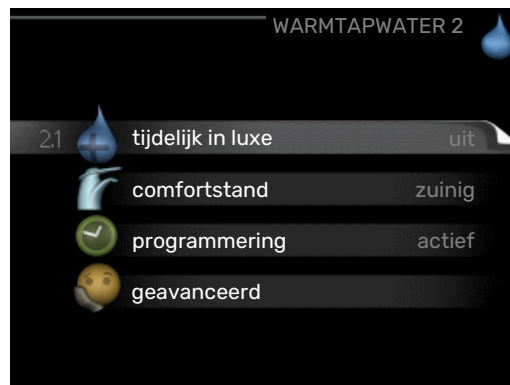 WARMTAPWATER 2
2.1 tijdelijk in luxe uit
comfortstand zuinig
programmering actief
geavanceerd